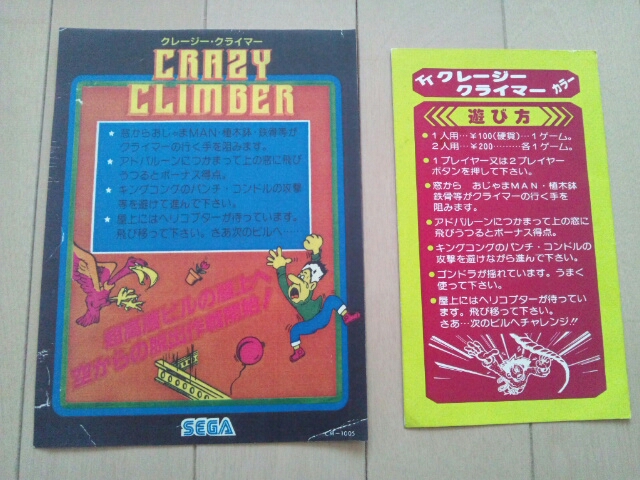 クレージー・クライマー
CRAZY
CLIMBER
★ 窓からおじゃまMAN・植木鉢・鉄骨等が
クライマーの行く手を阻みます。
★ アドバルーンにつかまって上の窓に飛び
うつるとボーナス得点。
★ キングコングのパンチ・コンドルの攻撃
等を避けて進んで下さい。
★ 屋上にはヘリコプターが待っています。
飛び移って下さい。さあ次のビルへ…
超高層ビルの屋上へ
SEGA
CM-1005
クレージー
クライマー
カラー
遊び方
●1人用…¥100(硬貨)…1ゲーム。
2人用…¥200………各1ゲーム。
●1プレイヤー又は2プレイヤー
ボタンを押して下さい。
●窓から おじゃまMAN・植木鉢
鉄骨等がクライマーの行く手を
阻みます。
●アドバルーンにつかまって上の窓に
飛びうつるとボーナス得点。
●キングコングのパンチ・コンドルの
攻撃を避けながら進んで下さい。
●ゴンドラが揺れています。うまく
使って下さい。
●屋上にはヘリコプターが待ってい
ます。飛び移って下さい。
さあ…次のビルへチャレンジ!!